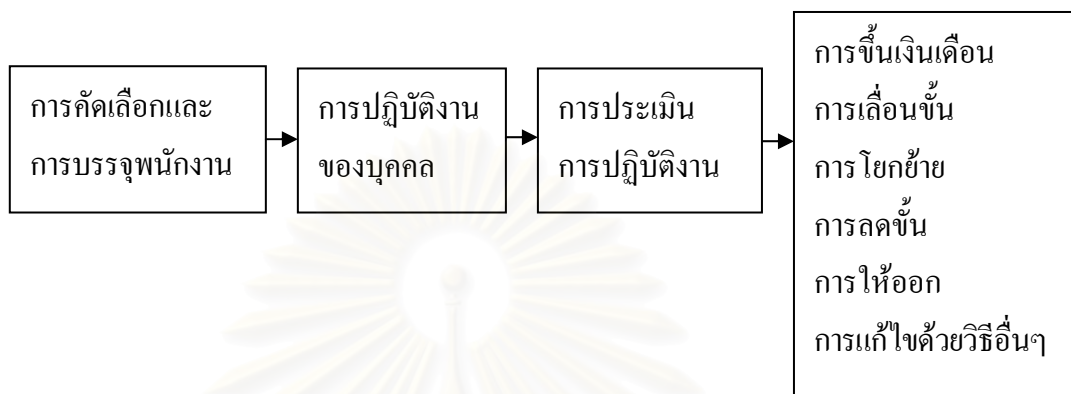 การคัดเลือกและ
การบรรจุพนักงาน
การปฏิบัติงาน
ของบุคคล
การประเมิน
การปฏิบัติงาน
การขึ้นเงินเดือน
การเลื่อนขั้น
การโยกย้าย
การลดขั้น
การให้ออก
การแก้ไขด้วยวิธีอื่นๆ